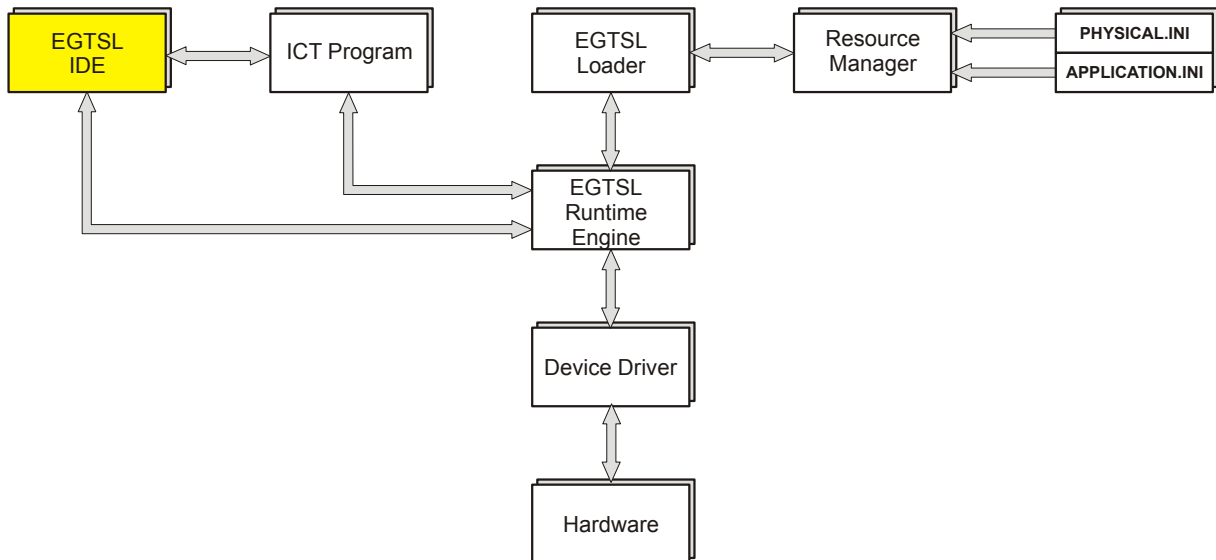 EGTSL
IDE
ICT Program
EGTSL
Loader
Resource
Manager
PHYSICAL.INI
APPLICATION.INI
EGTSL
Runtime
Engine
Device Driver
Hardware